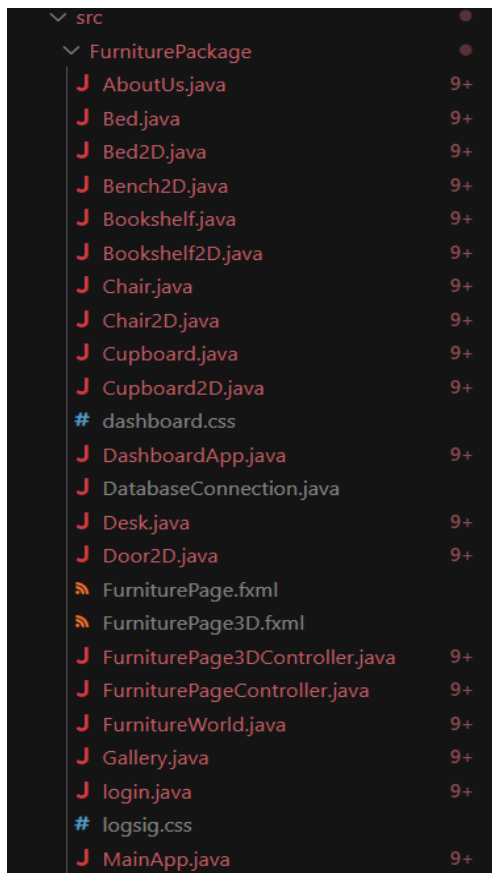 src
FurniturePackage
J AboutUs.java 9+
J Bed.java 9+
J Bed2D.java 9+
J Bench2D.java 9+
J Bookshelf.java 9+
J Bookshelf2D.java 9+
J Chair.java 9+
J Chair2D.java 9+
J Cupboard.java 9+
J Cupboard2D.java 9+
# dashboard.css
J DashboardApp.java 9+
J DatabaseConnection.java
J Desk.java 9+
J Door2D.java 9+
FurniturePage.fxml
FurniturePage3D.fxml
J FurniturePage3DController.java 9+
J FurniturePageController.java 9+
J FurnitureWorld.java 9+
J Gallery.java 9+
J login.java 9+
# logsig.css
J MainApp.java 9+